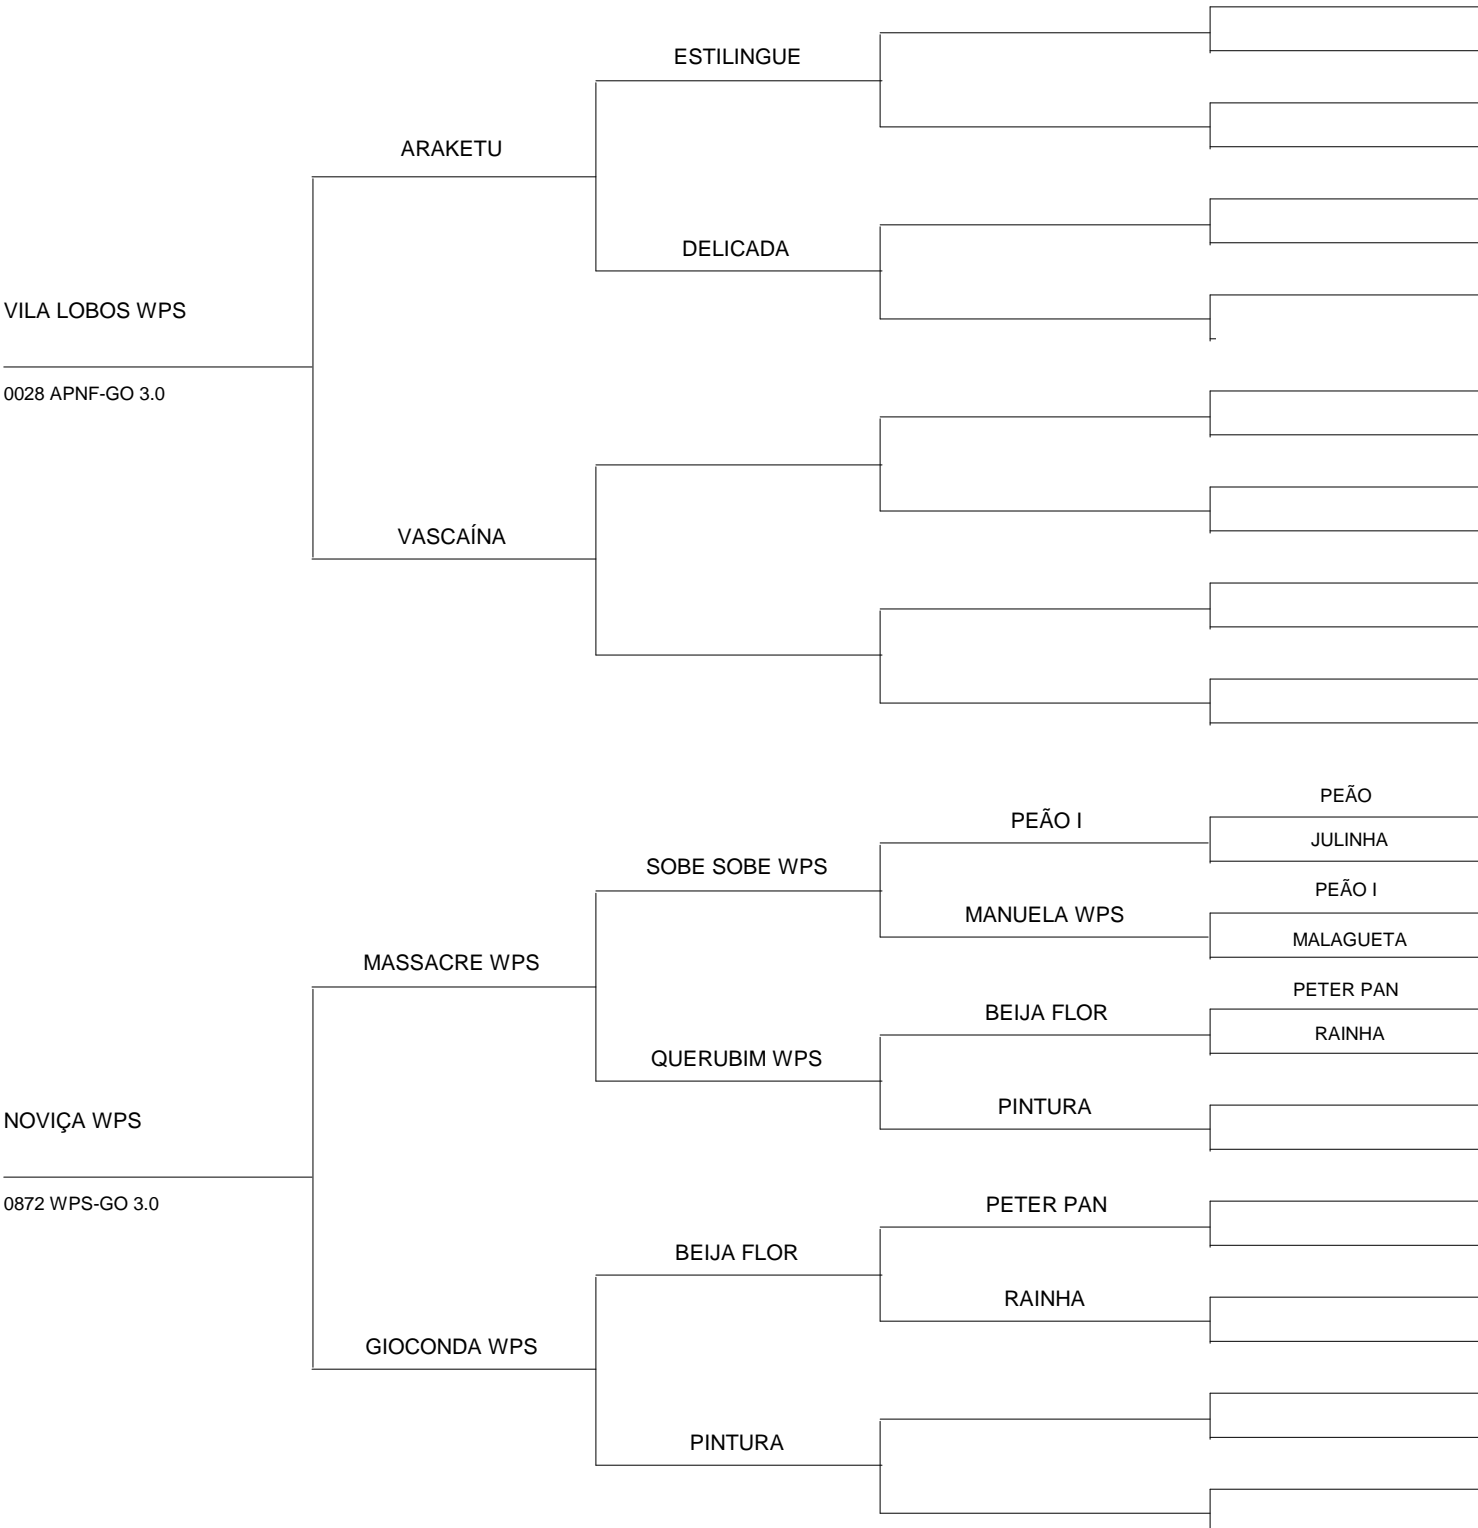 ESTILINGUE
ARAKETU
DELICADA
VILA LOBOS WPS
0028 APNF-GO 3.0
VASCAÍNA
PEÃO
PEÃO I
JULINHA
SOBE SOBE WPS
PEÃO I
MANUELA WPS
MALAGUETA
MASSACRE WPS
PETER PAN
BEIJA FLOR
RAINHA
QUERUBIM WPS
PINTURA
NOVIÇA WPS
0872 WPS-GO 3.0
PETER PAN
BEIJA FLOR
RAINHA
GIOCONDA WPS
PINTURA